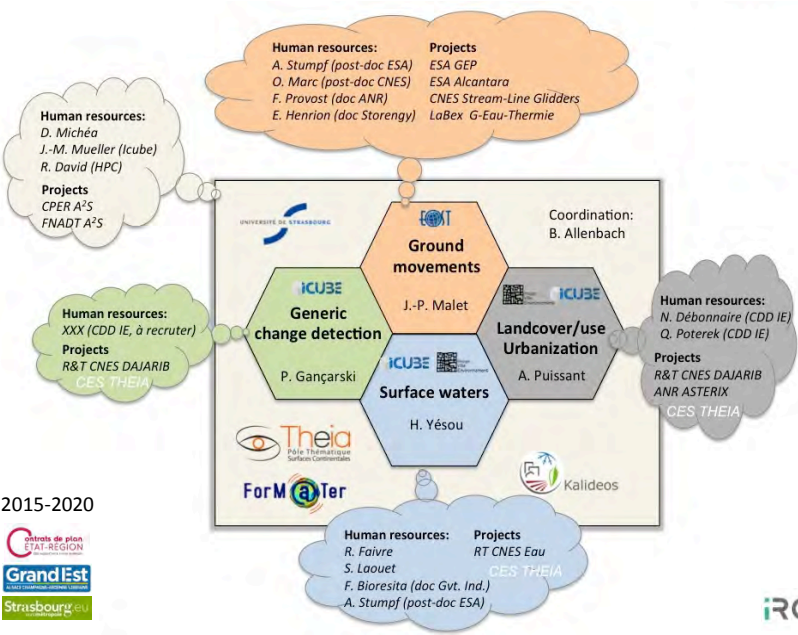 Human resources: Projects
A. Stumpf (post-doc ESA) ESA GEP
O. Marc (post-doc CNES) ESA Alcantara
F. Provost (doc ANR) CNES Stream-Line Glidders
E. Henrion (doc Storengy) LaBex G-Eau-Thermie
Human resources:
D. Michéa
J.-M. Mueller (Icube)
R. David (HPC)
Projects
CPER A²S
FNADT A²S
UNIVERSITÉ DE STRASBOURG
EOST
Ground
movements
J.-P. Malet
Coordination:
B. Allenbach
Human resources:
XXX (CDD IE, à recruter)
Projects
R&T CNES DAJARIB
CES THEIA
iCUBE
Generic
change detection
P. Gançarski
iCUBE
Landcover/use
Urbanization
A. Puissant
Human resources:
N. Débonnaire (CDD IE)
Q. Poterek (CDD IE)
Projects
R&T CNES DAJARIB
ANR ASTERIX
CES THEIA
iCUBE
Surface waters
H. Yésou
Theia
Pôle Thématique
Surfaces Continentales
ForM@Ter
Kalideos
2015-2020
Contrats de plan
ÉTAT-RÉGION
Grand Est
ALSACE CHAMPAGNE-ARDENNE LORRAINE
Strasbourg.eu
eurométropole
Human resources: Projects
R. Faivre RT CNES Eau
S. Laouet
CES THEIA
F. Bioresita (doc Gvt. Ind.)
A. Stumpf (post-doc ESA)